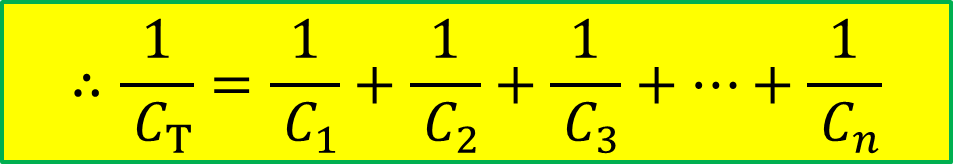 ∴ 1/C_T = 1/C_1 + 1/C_2 + 1/C_3 + ⋯ + 1/C_n